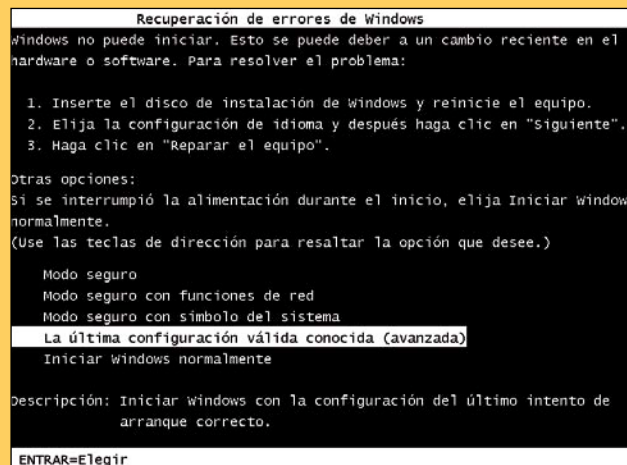 Recuperación de errores de Windows
Windows no puede iniciar. Esto se puede deber a un cambio reciente en el
hardware o software. Para resolver el problema:
1. Inserte el disco de instalación de Windows y reinicie el equipo.
2. Elija la configuración de idioma y después haga clic en "Siguiente".
3. Haga clic en "Reparar el equipo".
Otras opciones:
Si se interrumpió la alimentación durante el inicio, elija Iniciar Window
normalmente.
(Use las teclas de dirección para resaltar la opción que desee.)
Modo seguro
Modo seguro con funciones de red
Modo seguro con símbolo del sistema
La última configuración válida conocida (avanzada)
Iniciar Windows normalmente
Descripción: Iniciar Windows con la configuración del último intento de
arranque correcto.
ENTRAR=Elegir